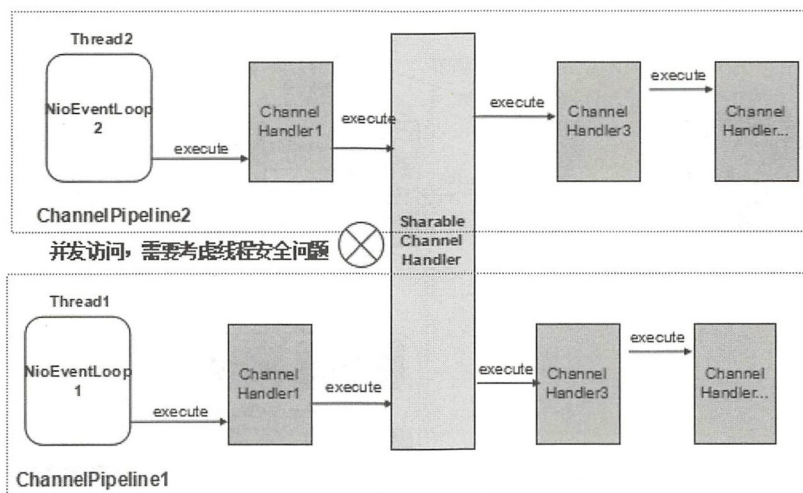 Thread2
NioEventLoop
2
execute
Channel
Handler1
execute
execute
Channel
Handler3
execute
Channel
Handler...
ChannelPipeline2
Sharable
Channel
Handler
并发访问，需要考虑线程安全问题
Thread1
NioEventLoop
1
execute
Channel
Handler1
execute
execute
Channel
Handler3
execute
Channel
Handler...
ChannelPipeline1